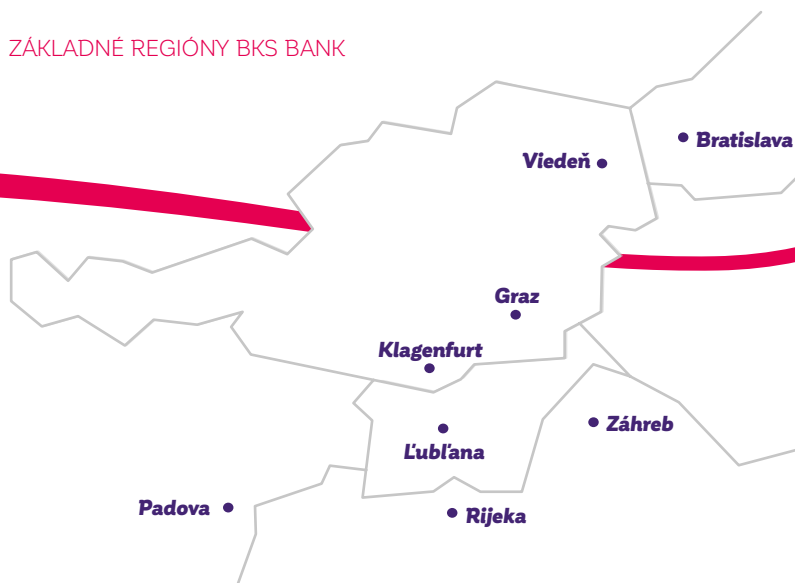 ZÁKLADNÉ REGIÓNY BKS BANK
Bratislava
Viedeň
Graz
Klagenfurt
Záhreb
Ľubľana
Padova
Rijeka